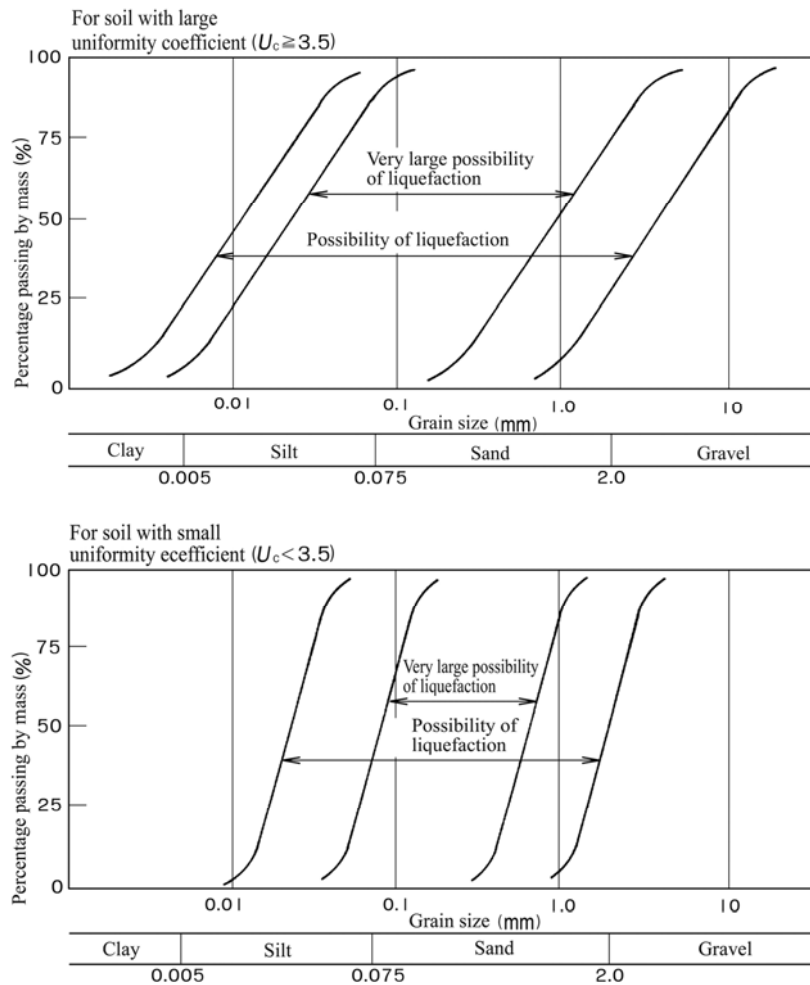 For soil with large
uniformity coefficient (Uc≧3.5)
Percentage passing by mass (%)
100
75
50
25
0
Very large possibility
of liquefaction
Possibility of liquefaction
0.01
0.1
1.0
10
Grain size (mm)
Clay
Silt
Sand
Gravel
0.005
0.075
2.0
For soil with small
uniformity ecefficient (Uc<3.5)
Percentage passing by mass (%)
100
75
50
25
0
Very large possibility
of liquefaction
Possibility of
liquefaction
0.01
0.1
1.0
10
Grain size (mm)
Clay
Silt
Sand
Gravel
0.005
0.075
2.0